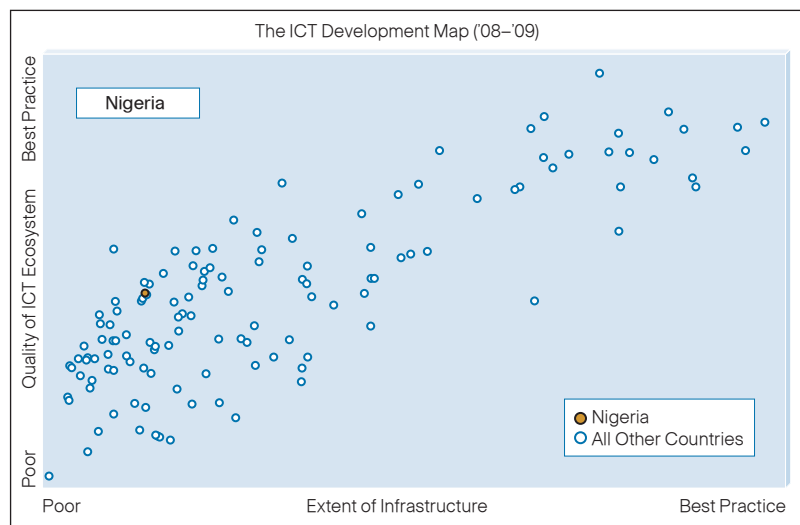 The ICT Development Map ('08–'09)
Best Practice
Quality of ICT Ecosystem
Poor
Nigeria
Nigeria
All Other Countries
Poor
Extent of Infrastructure
Best Practice